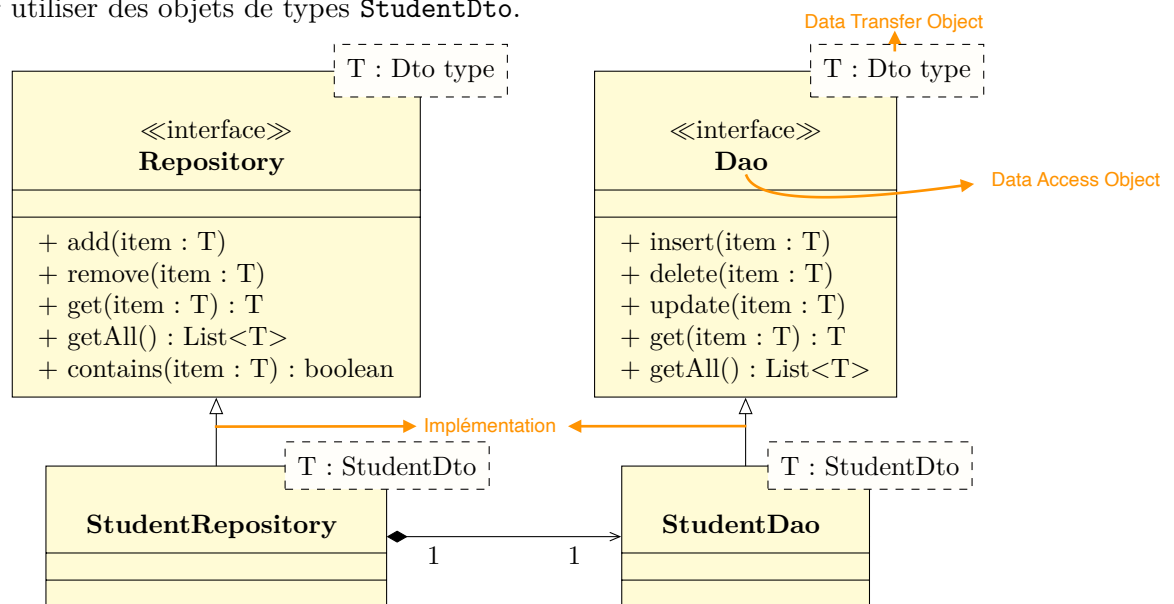 utiliser des objets de types StudentDto.
Data Transfer Object
T : Dto type
≪interface≫
Repository
+ add(item : T)
+ remove(item : T)
+ get(item : T) : T
+ getAll() : List<T>
+ contains(item : T) : boolean
T : Dto type
≪interface≫
Dao
Data Access Object
+ insert(item : T)
+ delete(item : T)
+ update(item : T)
+ get(item : T) : T
+ getAll() : List<T>
Implémentation
T : StudentDto
StudentRepository
1
1
T : StudentDto
StudentDao